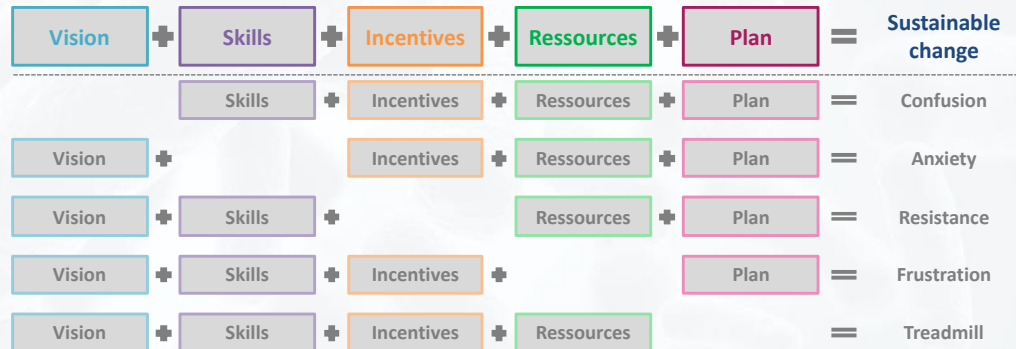 Vision + Skills + Incentives + Ressources + Plan = Sustainable
change
Skills + Incentives + Ressources + Plan = Confusion
Vision + Incentives + Ressources + Plan = Anxiety
Vision + Skills + Ressources + Plan = Resistance
Vision + Skills + Incentives + Plan = Frustration
Vision + Skills + Incentives + Ressources = Treadmill